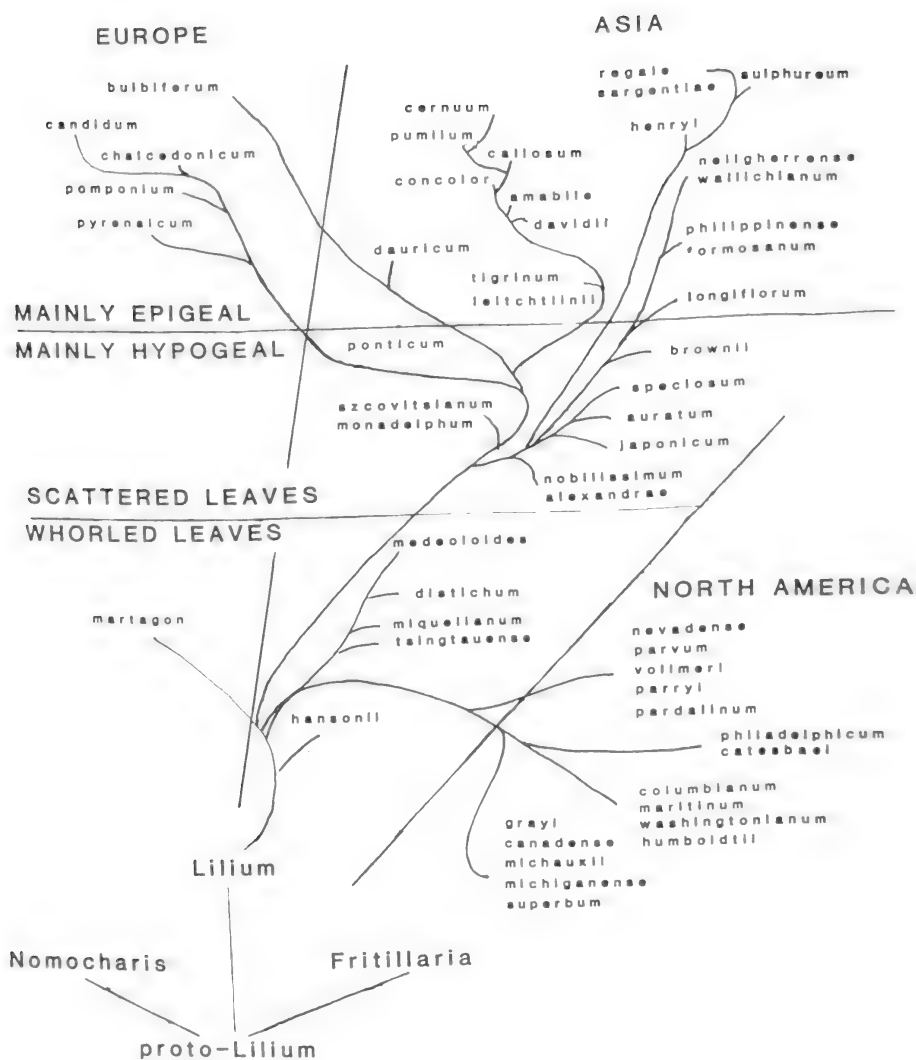 EUROPE
ASIA
bulbiferum
candidum
chalcedonicum
pomponium
pyrenaicum
cernuum
pumilum
callosum
concolor
amabile
davidii
regale
sargentiae
sulphureum
henryi
neilgherrense
wallichianum
philippinense
formosanum
dauricum
tigrinum
leitchtlinii
longiflorum
MAINLY EPIGEAL
MAINLY HYPOGEAL
ponticum
brownii
speciosum
szcovitsianum
monadelphum
auratum
japonicum
nobilissimum
alexandrae
SCATTERED LEAVES
WHORLED LEAVES
medeoloides
distichum
miquelianum
tsingtauense
martagon
hansonii
NORTH AMERICA
nevadense
parvum
vollmeri
parryi
pardalinum
philadelphicum
catesbaei
columbianum
maritinum
washingtonianum
humboldtii
grayi
canadense
michauxii
michiganense
superbum
Lilium
Nomocharis
Fritillaria
proto-Lilium